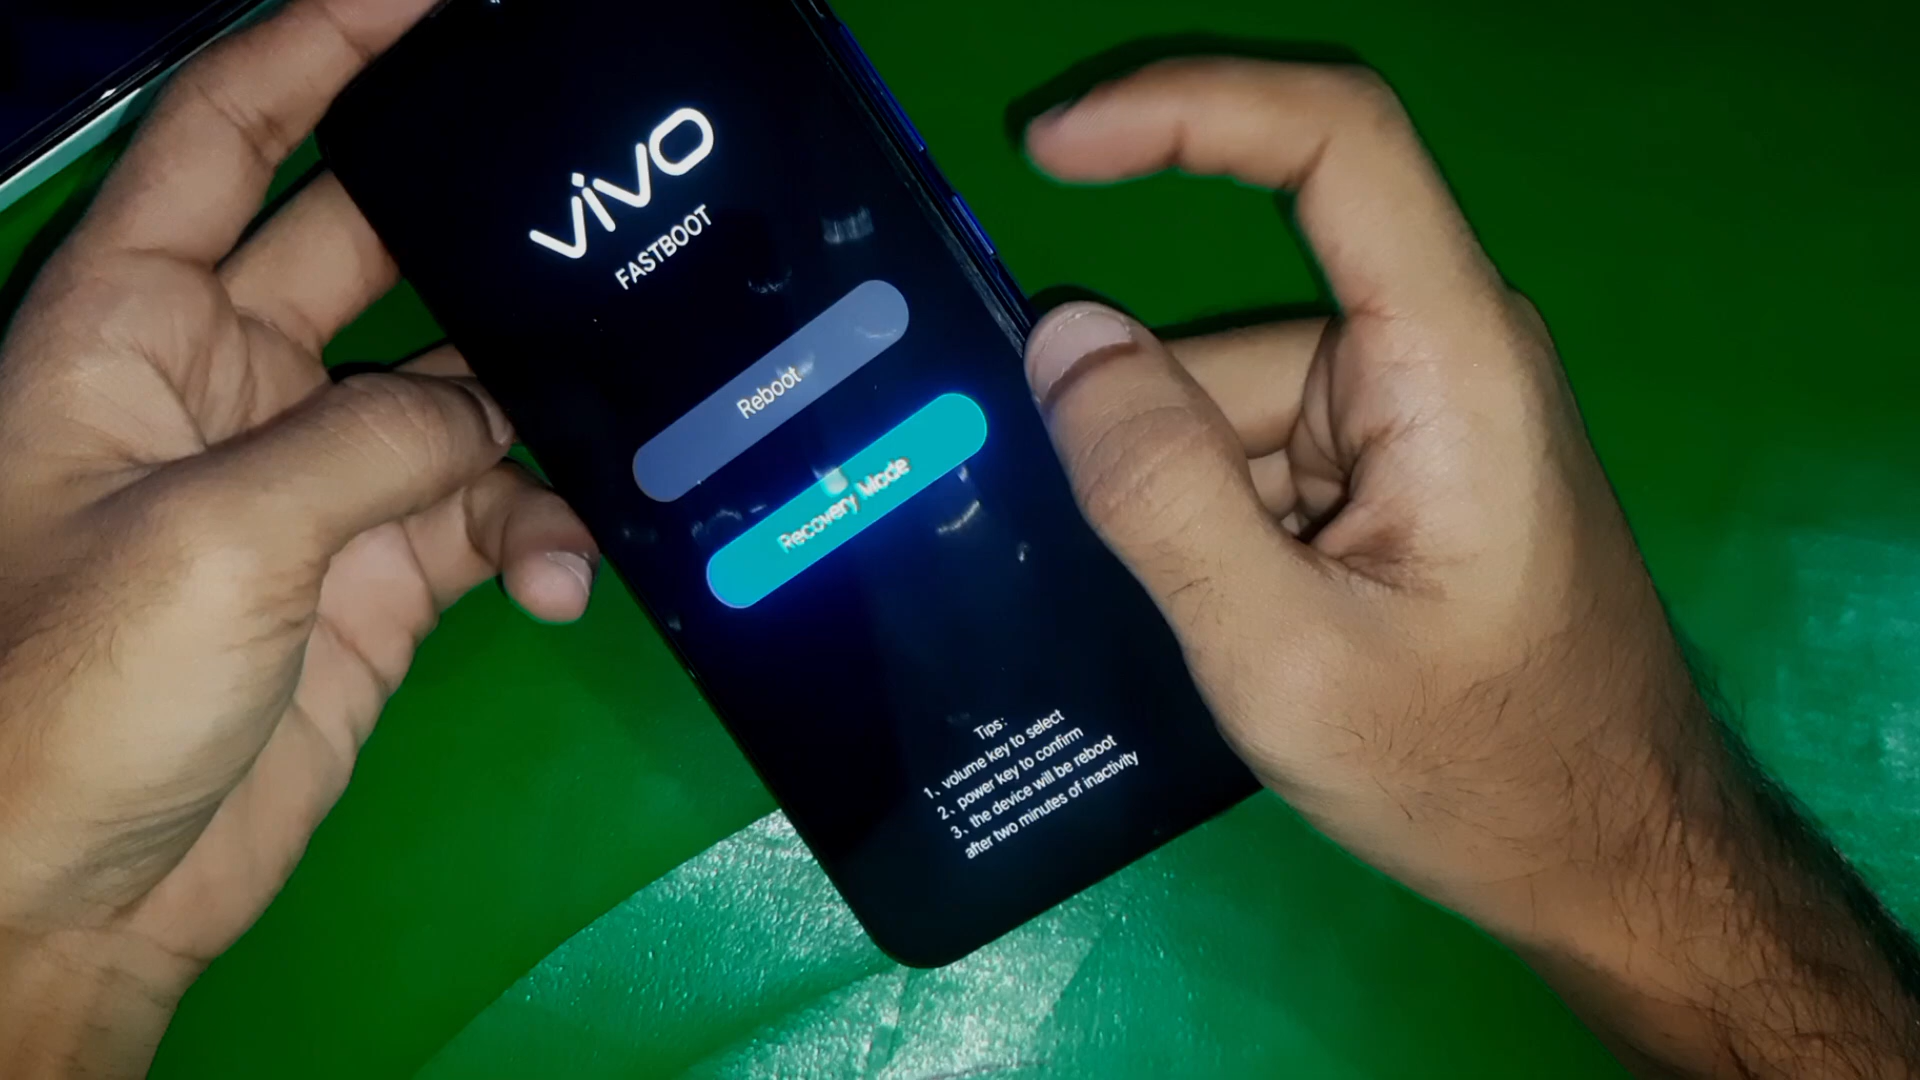 vivo
FASTBOOT
Reboot
Recovery Mode
Tips:
1、volume key to select
2、power key to confirm
3、the device will be reboot
after two minutes of inactivity